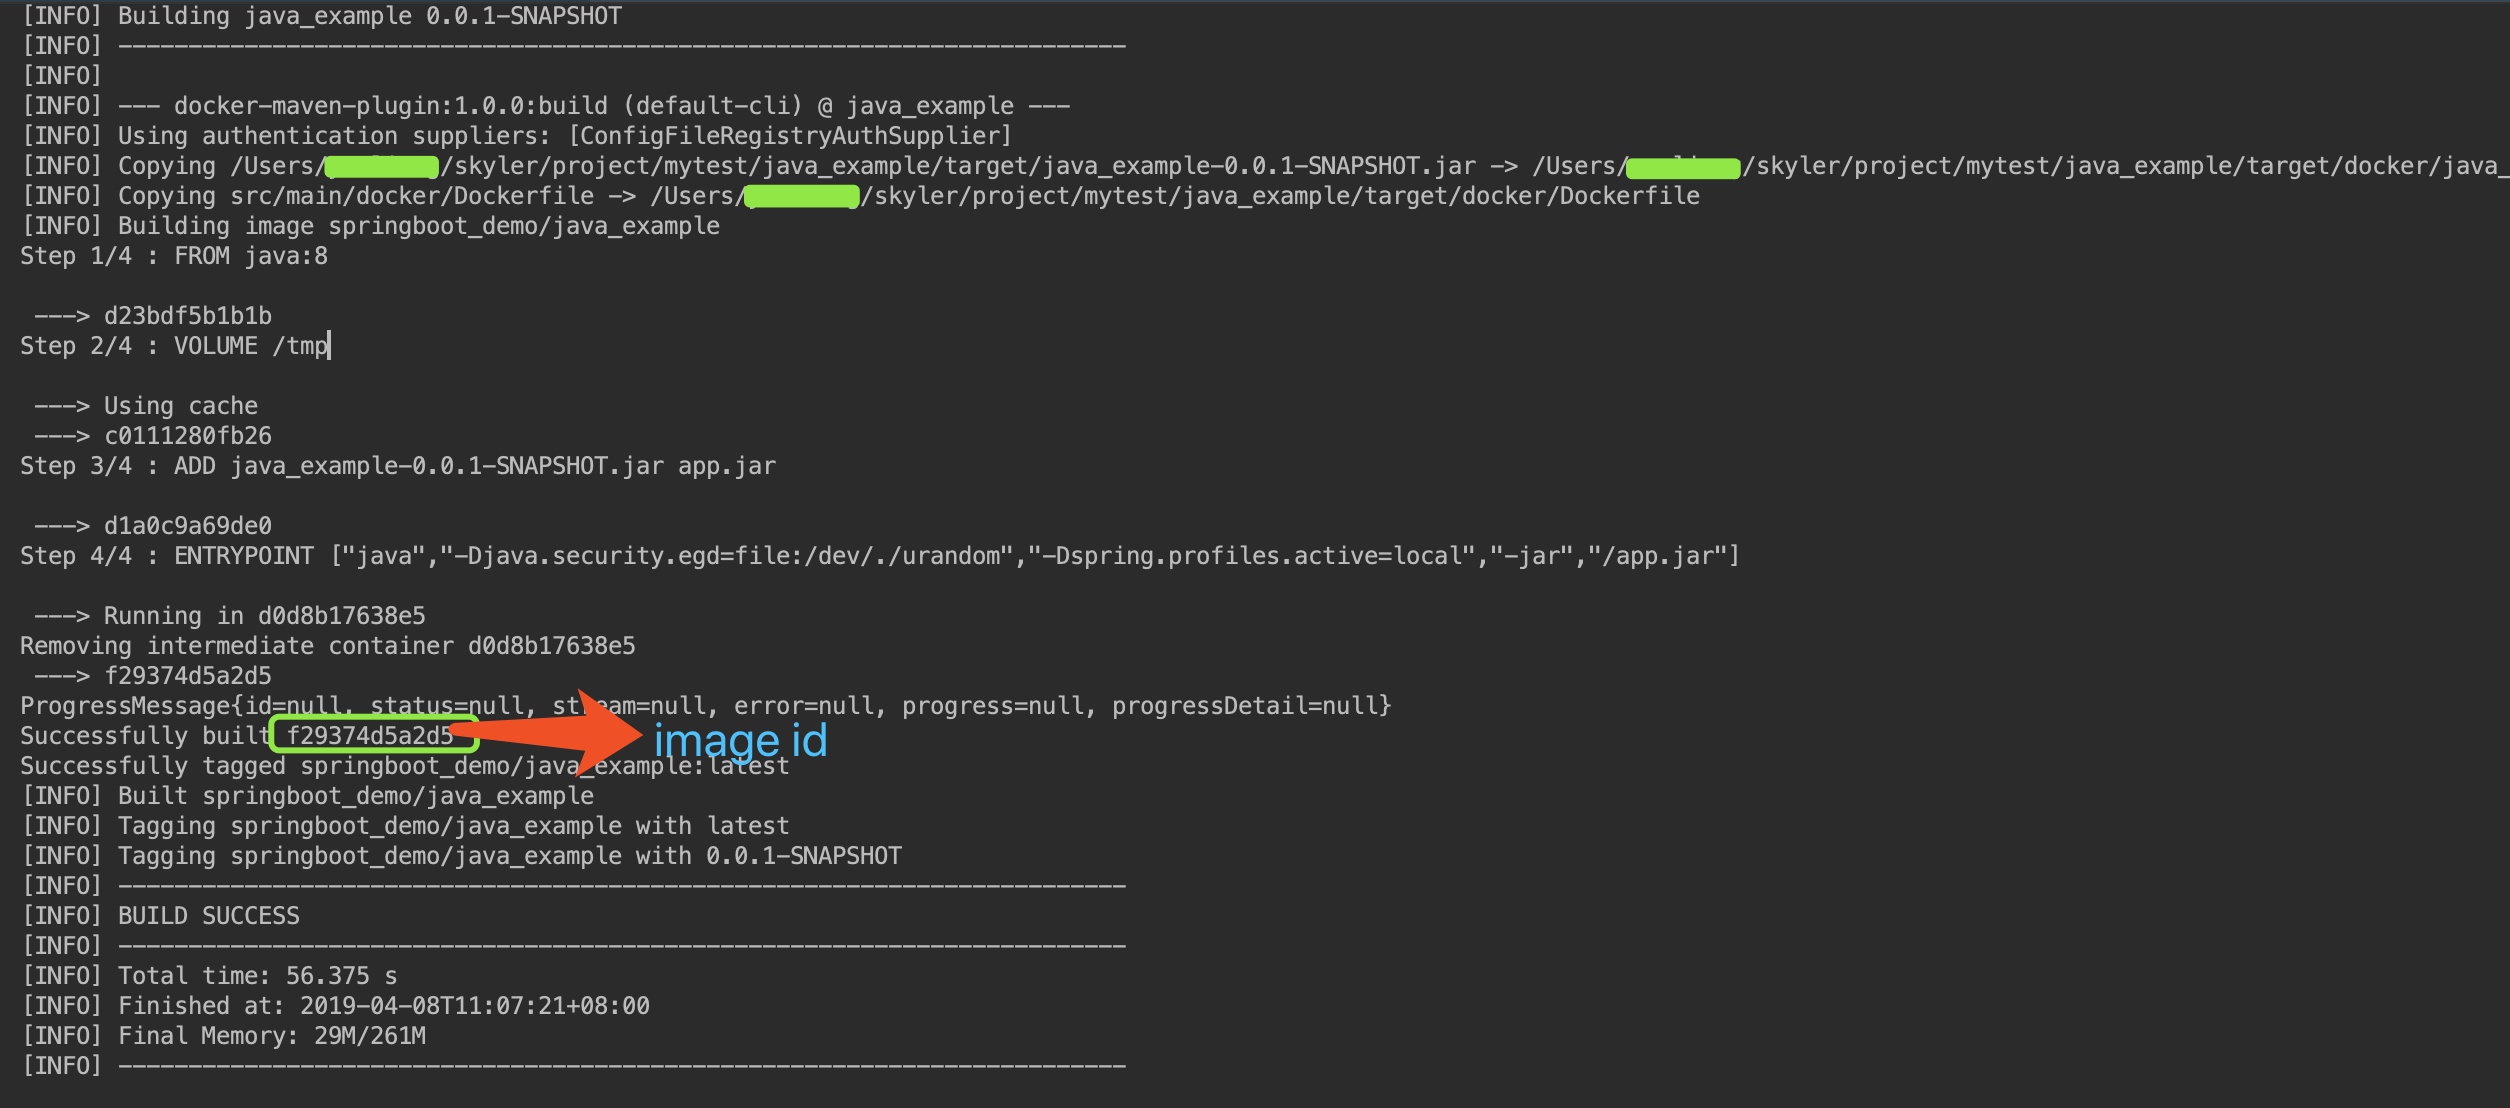 [INFO] Building java_example 0.0.1-SNAPSHOT
[INFO] ------------------------------------------------------------------------
[INFO]
[INFO] --- docker-maven-plugin:1.0.0:build (default-cli) @ java_example ---
[INFO] Using authentication suppliers: [ConfigFileRegistryAuthSupplier]
[INFO] Copying /Users/ /skyler/project/mytest/java_example/target/java_example-0.0.1-SNAPSHOT.jar -> /Users/ /skyler/project/mytest/java_example/target/docker/java_
[INFO] Copying src/main/docker/Dockerfile -> /Users/ /skyler/project/mytest/java_example/target/docker/Dockerfile
[INFO] Building image springboot_demo/java_example
Step 1/4 : FROM java:8
---> d23bdf5b1b1b
Step 2/4 : VOLUME /tmp
---> Using cache
---> c0111280fb26
Step 3/4 : ADD java_example-0.0.1-SNAPSHOT.jar app.jar
---> d1a0c9a69de0
Step 4/4 : ENTRYPOINT ["java","-Djava.security.egd=file:/dev/./urandom","-Dspring.profiles.active=local","-jar","/app.jar"]
---> Running in d0d8b17638e5
Removing intermediate container d0d8b17638e5
---> f29374d5a2d5
ProgressMessage{id=null, status=null, stream=null, error=null, progress=null, progressDetail=null}
Successfully built f29374d5a2d5 image id
Successfully tagged springboot_demo/java_example:latest
[INFO] Built springboot_demo/java_example
[INFO] Tagging springboot_demo/java_example with latest
[INFO] Tagging springboot_demo/java_example with 0.0.1-SNAPSHOT
[INFO] ------------------------------------------------------------------------
[INFO] BUILD SUCCESS
[INFO] ------------------------------------------------------------------------
[INFO] Total time: 56.375 s
[INFO] Finished at: 2019-04-08T11:07:21+08:00
[INFO] Final Memory: 29M/261M
[INFO] ------------------------------------------------------------------------